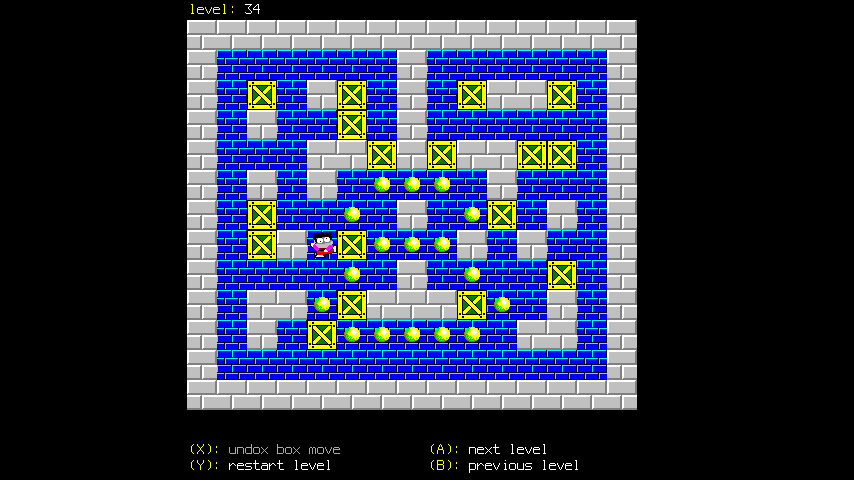 level: 34
(X): undox box move
(A): next level
(Y): restart level
(B): previous level